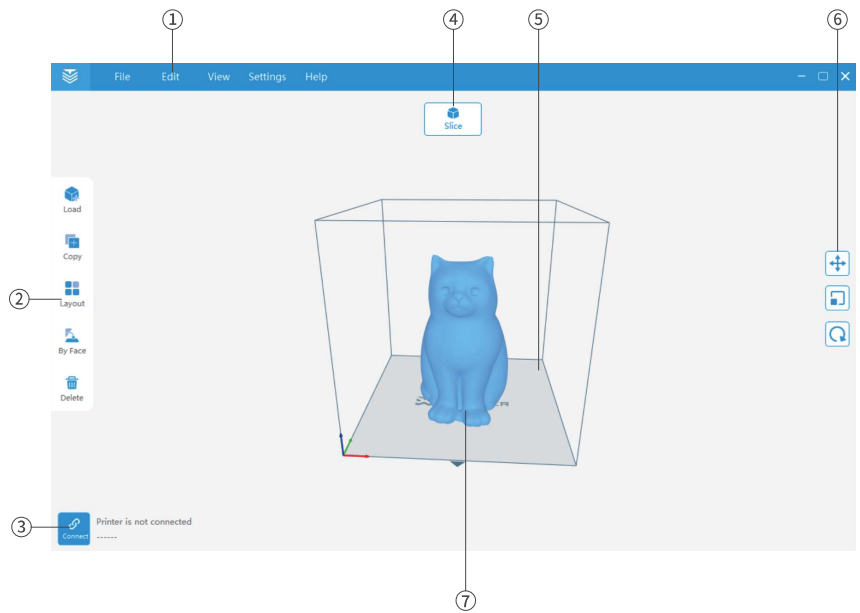 ① ④ ⑤ ⑥
File Edit View Settings Help
Slice
Load
Copy
② Layout
By Face
Delete
③ Connect
Printer is not connected
------
⑦